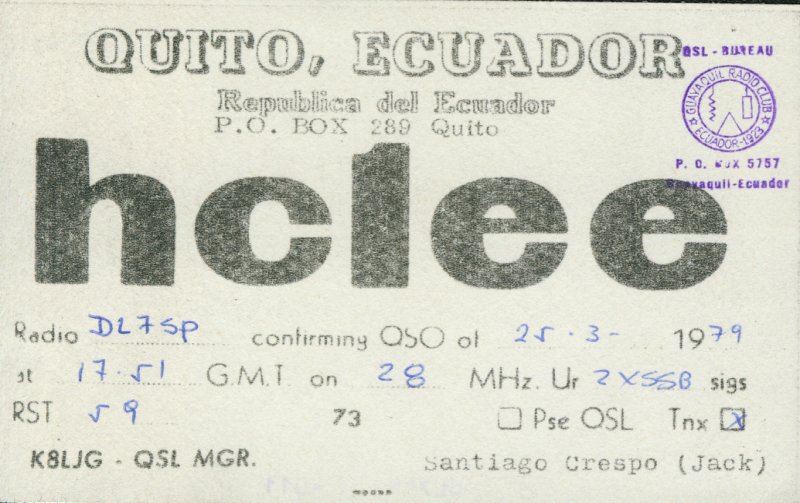 QUITO, ECUADOR
Republica del Ecuador
P.O. BOX 289 Quito
QSL - BUREAU
GUAYAQUIL RADIO CLUB
ECUADOR-1923
P. O. BOX 5757
Guayaquil-Ecuador
hc1ee
Radio DL7SP confirming QSO of 25-3-1979
at 17.51 G.M.T. on 28 MHz. Ur 2XSSB sigs
RST 59 73 Pse QSL Tnx X
K8LJG - QSL MGR. Santiago Crespo (Jack)